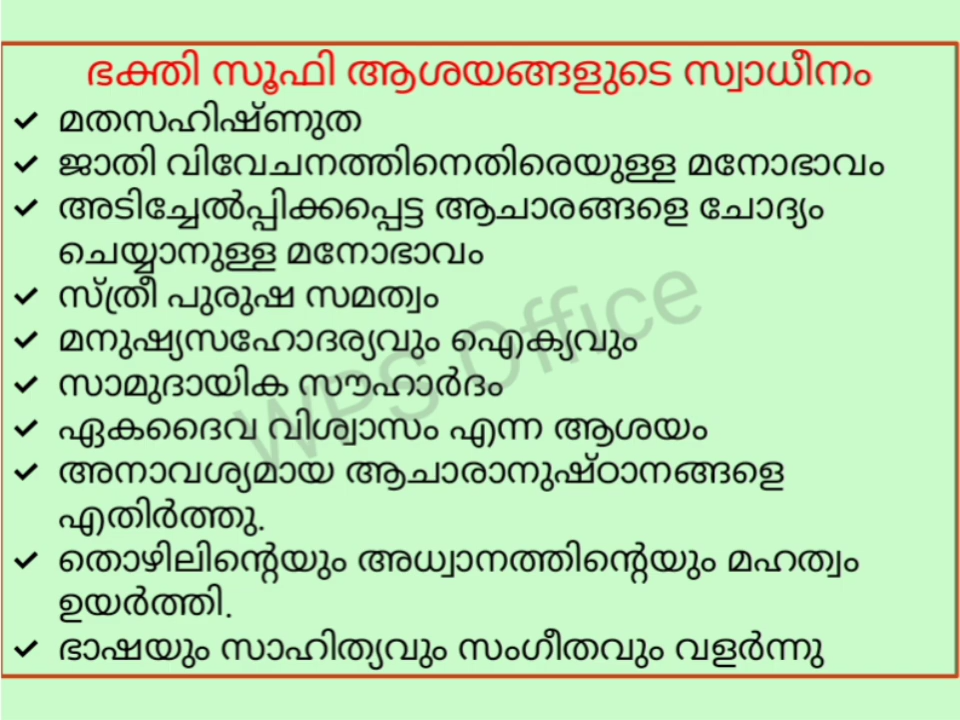 ഭക്തി സൂഫി ആശയങ്ങളുടെ സ്വാധീനം
✓ മതസഹിഷ്ണുത
✓ ജാതി വിവേചനത്തിനെതിരെയുള്ള മനോഭാവം
✓ അടിച്ചേൽപ്പിക്കപ്പെട്ട ആചാരങ്ങളെ ചോദ്യം
ചെയ്യാനുള്ള മനോഭാവം
✓ സ്ത്രീ പുരുഷ സമത്വം
✓ മനുഷ്യസഹോദര്യവും ഐക്യവും
✓ സാമുദായിക സൗഹാർദം
✓ ഏകദൈവ വിശ്വാസം എന്ന ആശയം
✓ അനാവശ്യമായ ആചാരാനുഷ്ഠാനങ്ങളെ
എതിർത്തു.
✓ തൊഴിലിന്റെയും അധ്വാനത്തിന്റെയും മഹത്വം
ഉയർത്തി.
✓ ഭാഷയും സാഹിത്യവും സംഗീതവും വളർന്നു
WPS Office